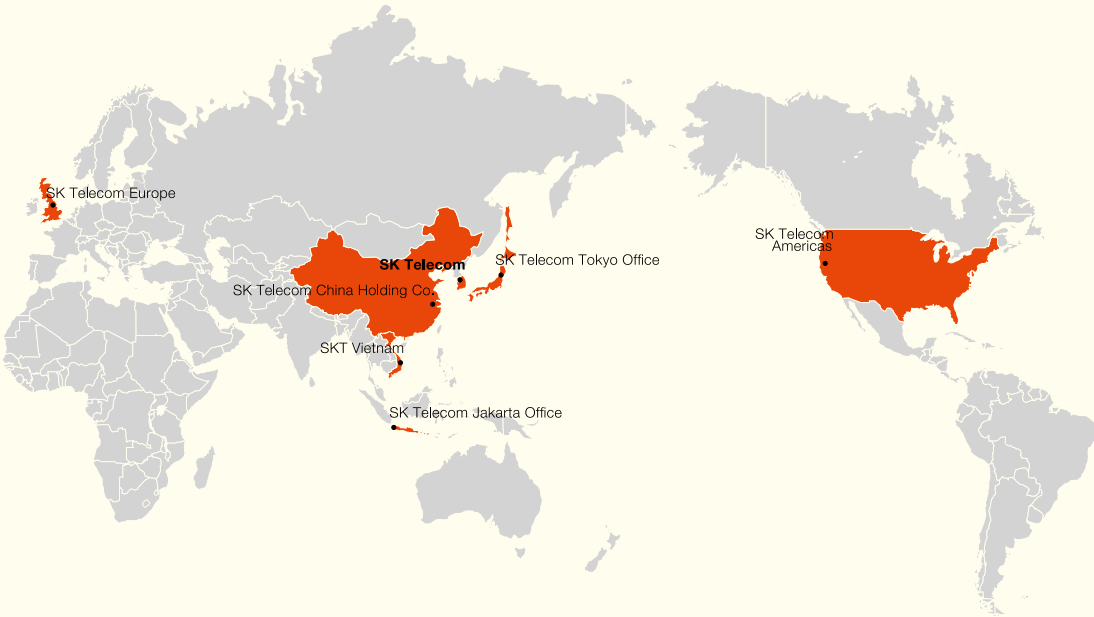 SK Telecom Europe
SK Telecom
Americas
SK Telecom
SK Telecom Tokyo Office
SK Telecom China Holding Co.
SKT Vietnam
SK Telecom Jakarta Office